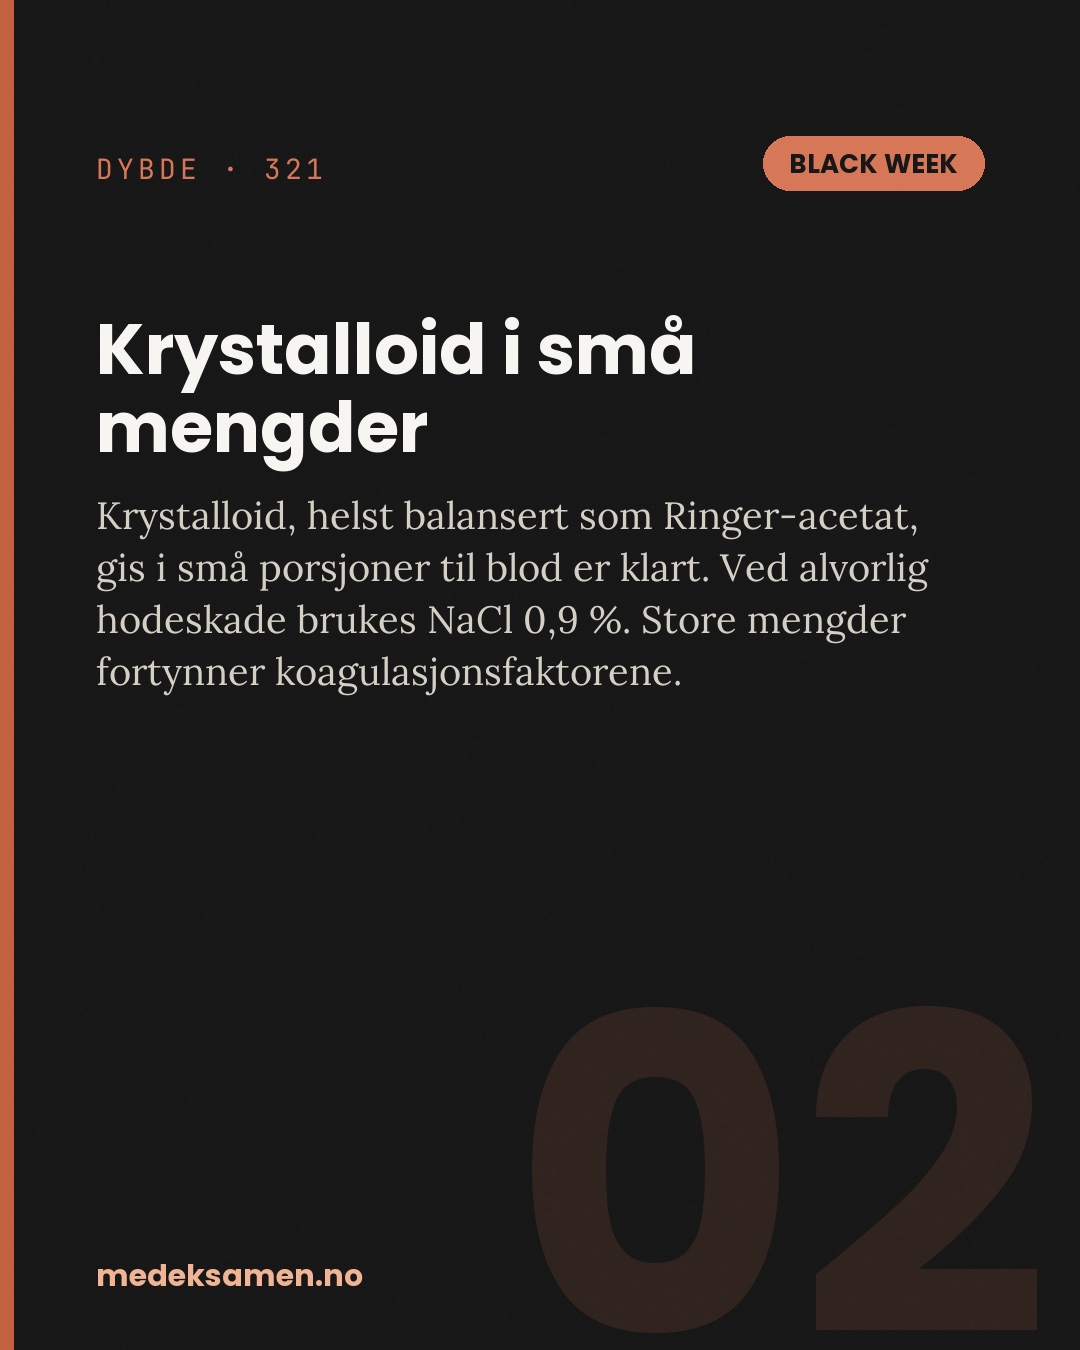 DYBDE · 321
BLACK WEEK
Krystalloid i små
mengder
Krystalloid, helst balansert som Ringer-acetat,
gis i små porsjoner til blod er klart. Ved alvorlig
hodeskade brukes NaCl 0,9 %. Store mengder
fortynner koagulasjonsfaktorene.
02
medeksamen.no